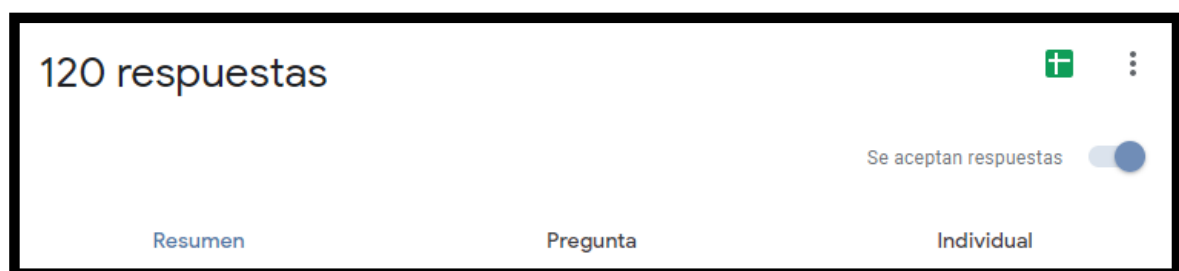 120 respuestas
Se aceptan respuestas
Resumen Pregunta Individual